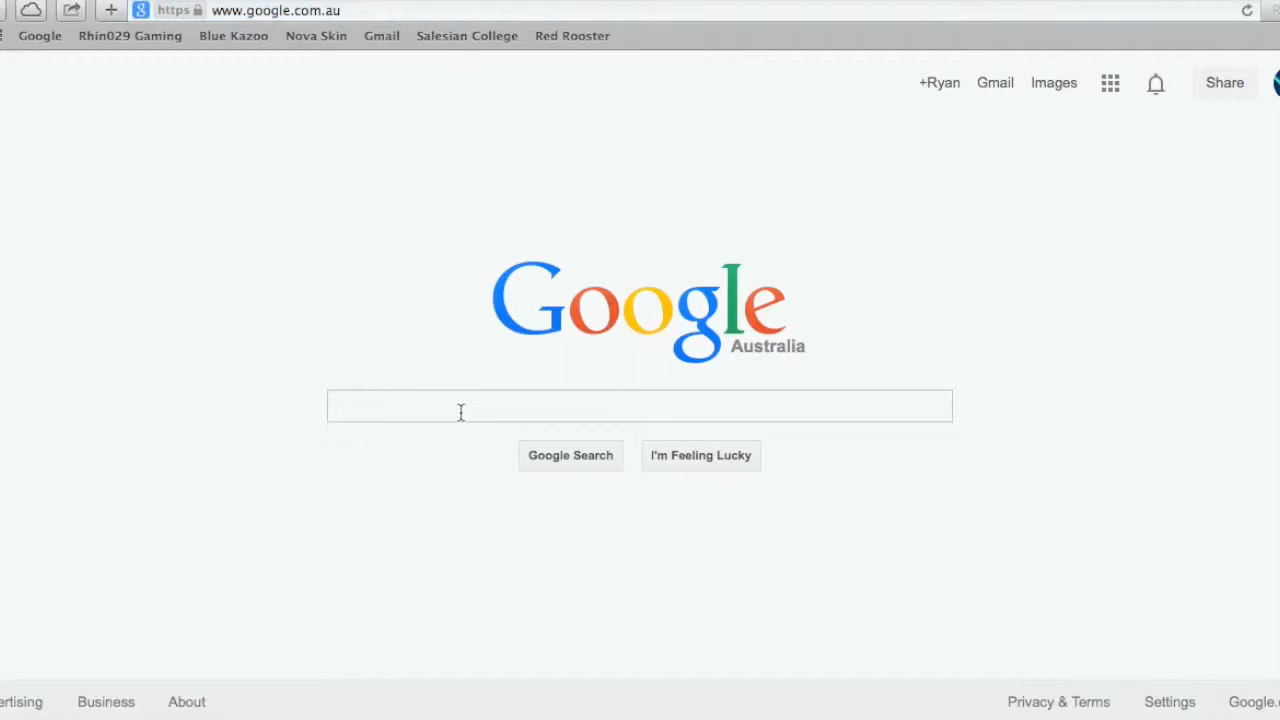 https www.google.com.au
Google Rhin029 Gaming Blue Kazoo Nova Skin Gmail Salesian College Red Rooster
+Ryan Gmail Images Share
Google
Australia
Google Search I'm Feeling Lucky
ertising Business About Privacy & Terms Settings Google.